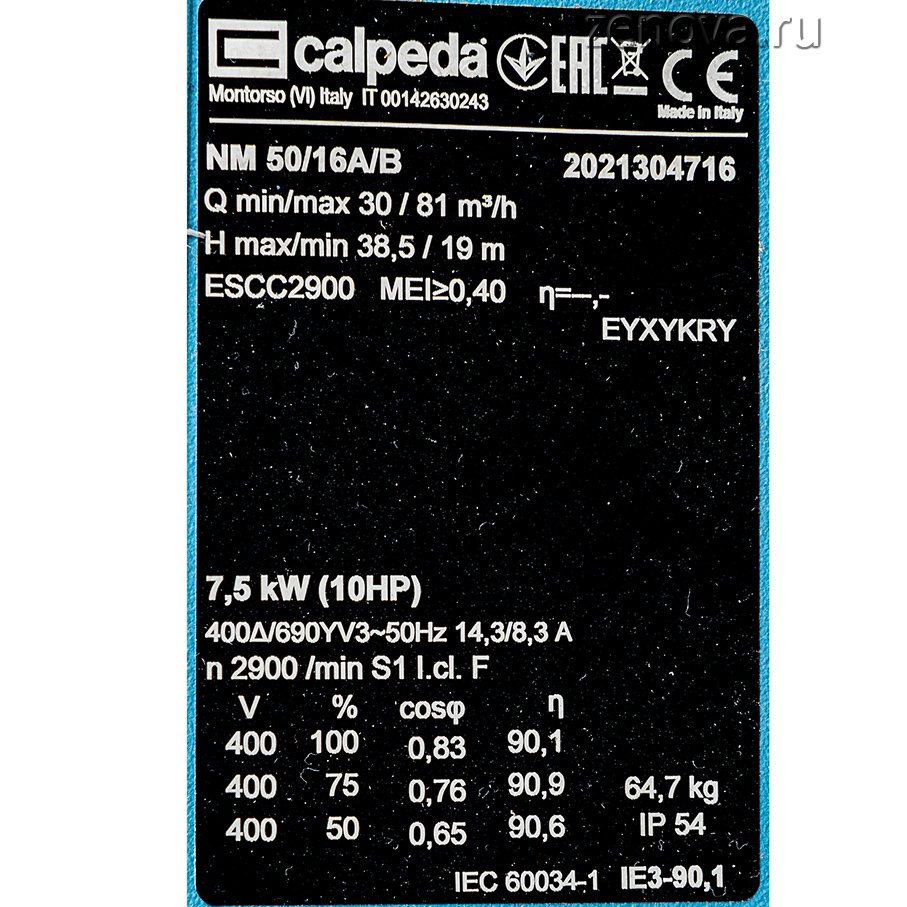 zenova.ru
calpeda EAC CE
Montorso (VI) Italy IT 00142630243
Made in Italy
NM 50/16A/B 2021304716
Q min/max 30 / 81 m³/h
H max/min 38,5 / 19 m
ESCC2900 MEI≥0,40 η=--,-
EYXYKRY
7,5 kW (10HP)
400Δ/690YV3~50Hz 14,3/8,3 A
n 2900 /min S1 I.cl. F
V % cosφ η
400 100 0,83 90,1
400 75 0,76 90,9 64,7 kg
400 50 0,65 90,6 IP 54
IEC 60034-1 IE3-90,1